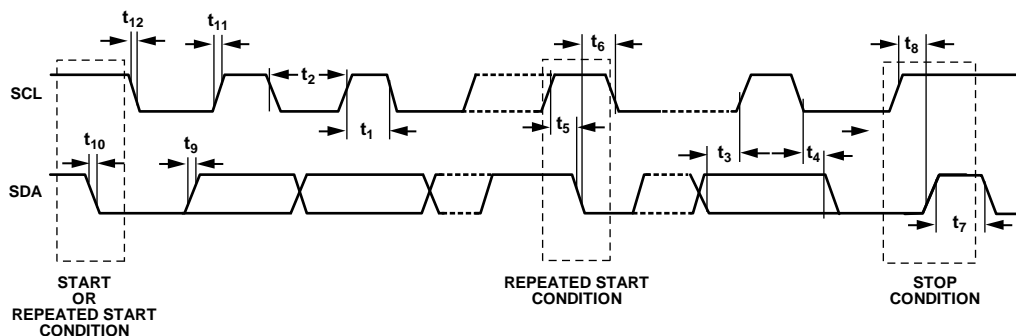 t12
t11
t6
t8
t2
SCL
t1
t5
t10
t9
t3
t4
SDA
t7
START
OR
REPEATED START
CONDITION
REPEATED START
CONDITION
STOP
CONDITION